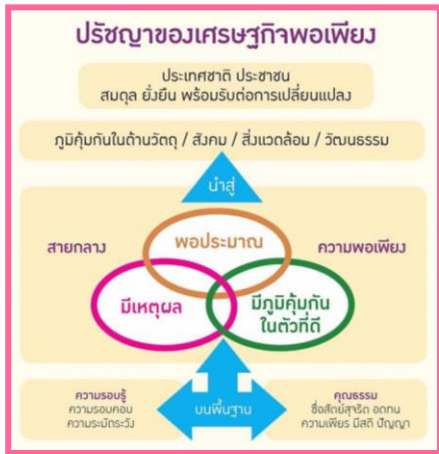 ปรัชญาของเศรษฐกิจพอเพียง
ประเทศชาติ ประชาชน
สมดุล ยั่งยืน พร้อมรับต่อการเปลี่ยนแปลง
ภูมิคุ้มกันในด้านวัตถุ / สังคม / สิ่งแวดล้อม / วัฒนธรรม
นำสู่
สายกลาง
พอประมาณ
ความพอเพียง
มีเหตุผล
มีภูมิคุ้มกัน
ในตัวที่ดี
ความรอบรู้
ความรอบคอบ
ความระมัดระวัง
บนพื้นฐาน
คุณธรรม
ซื่อสัตย์สุจริต อดทน
ความเพียร มีสติ ปัญญา